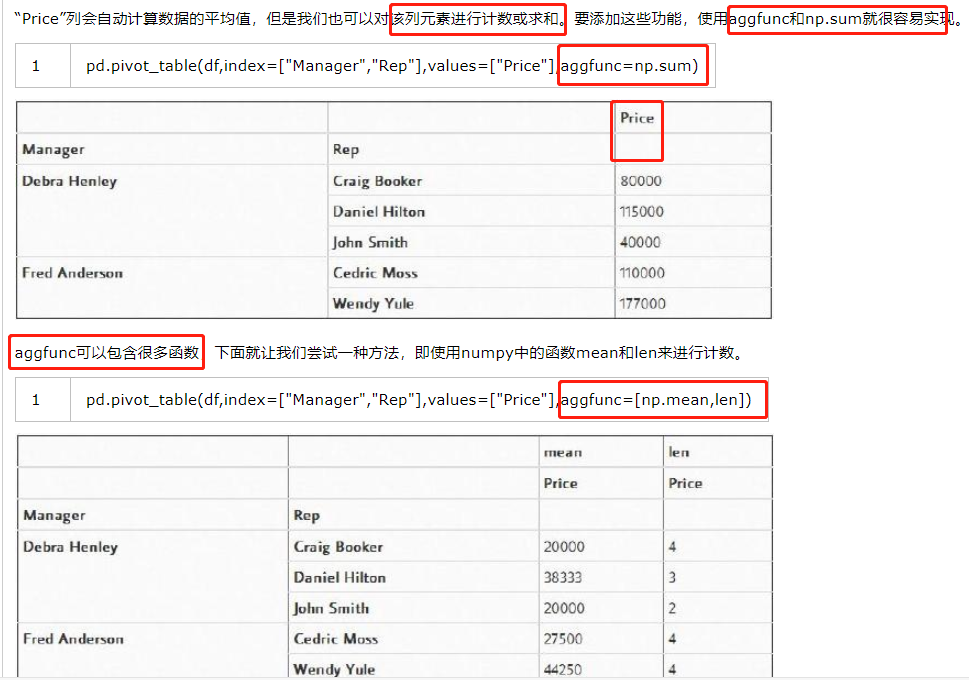 “Price”列会自动计算数据的平均值，但是我们也可以对该列元素进行计数或求和。要添加这些功能，使用aggfunc和np.sum就很容易实现。
1 pd.pivot_table(df,index=["Manager","Rep"],values=["Price"],aggfunc=np.sum)
Price
Manager Rep
Debra Henley Craig Booker 80000
Daniel Hilton 115000
John Smith 40000
Fred Anderson Cedric Moss 110000
Wendy Yule 177000
aggfunc可以包含很多函数 下面就让我们尝试一种方法，即使用numpy中的函数mean和len来进行计数。
1 pd.pivot_table(df,index=["Manager","Rep"],values=["Price"],aggfunc=[np.mean,len])
mean len
Price Price
Manager Rep
Debra Henley Craig Booker 20000 4
Daniel Hilton 38333 3
John Smith 20000 2
Fred Anderson Cedric Moss 27500 4
Wendy Yule 44250 4